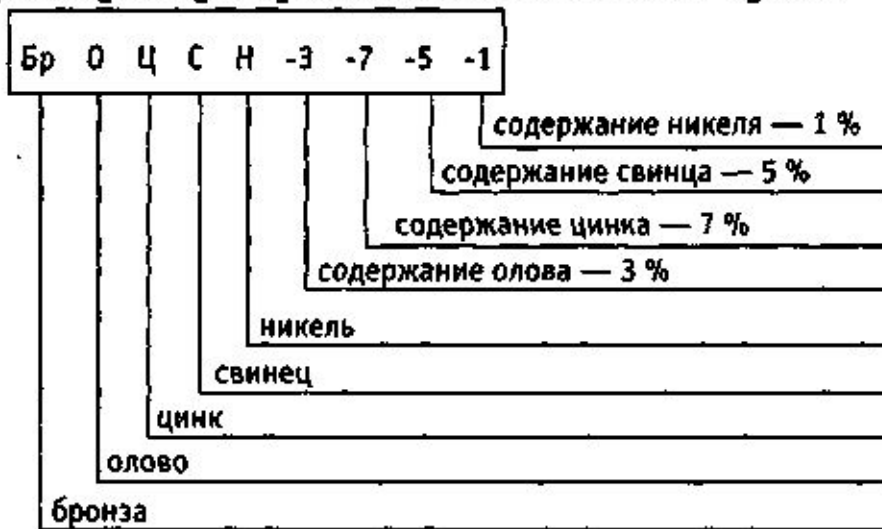 Бр О Ц С Н -3 -7 -5 -1
содержание никеля — 1 %
содержание свинца — 5 %
содержание цинка — 7 %
содержание олова — 3 %
никель
свинец
цинк
олово
бронза